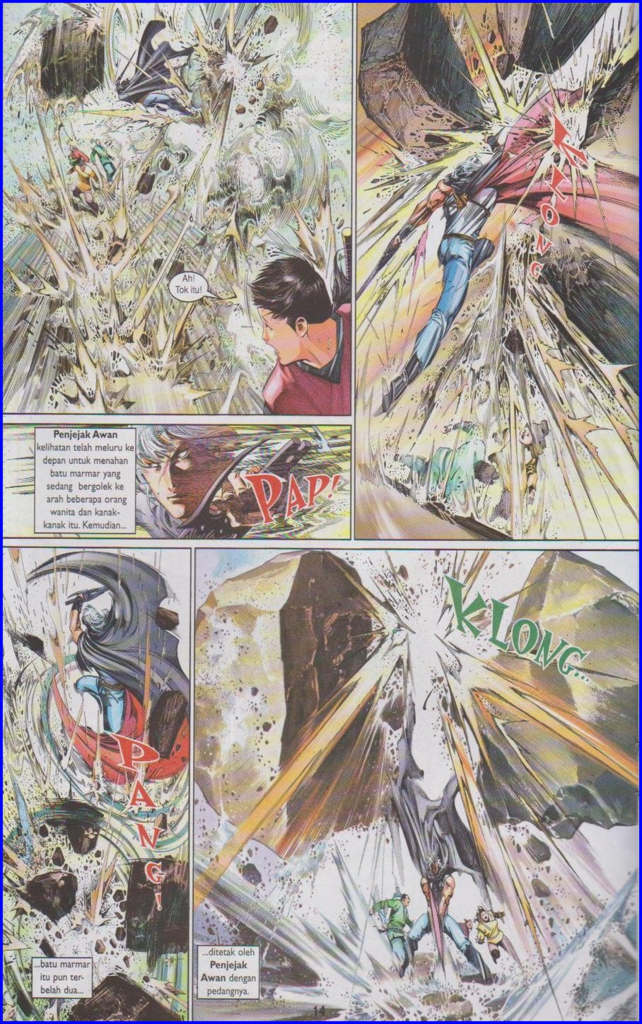 Ah!
Tok itu!
KLONG
Penjejak Awan
kelihatan telah meluru ke
depan untuk menahan
batu marmar yang
sedang bergolek ke
arah beberapa orang
wanita dan kanak-
kanak itu. Kemudian...
PAP!
PANG!
...batu marmar
itu pun ter-
belah dua...
KLONG...
...ditetak oleh
Penjejak
Awan dengan
pedangnya.
14